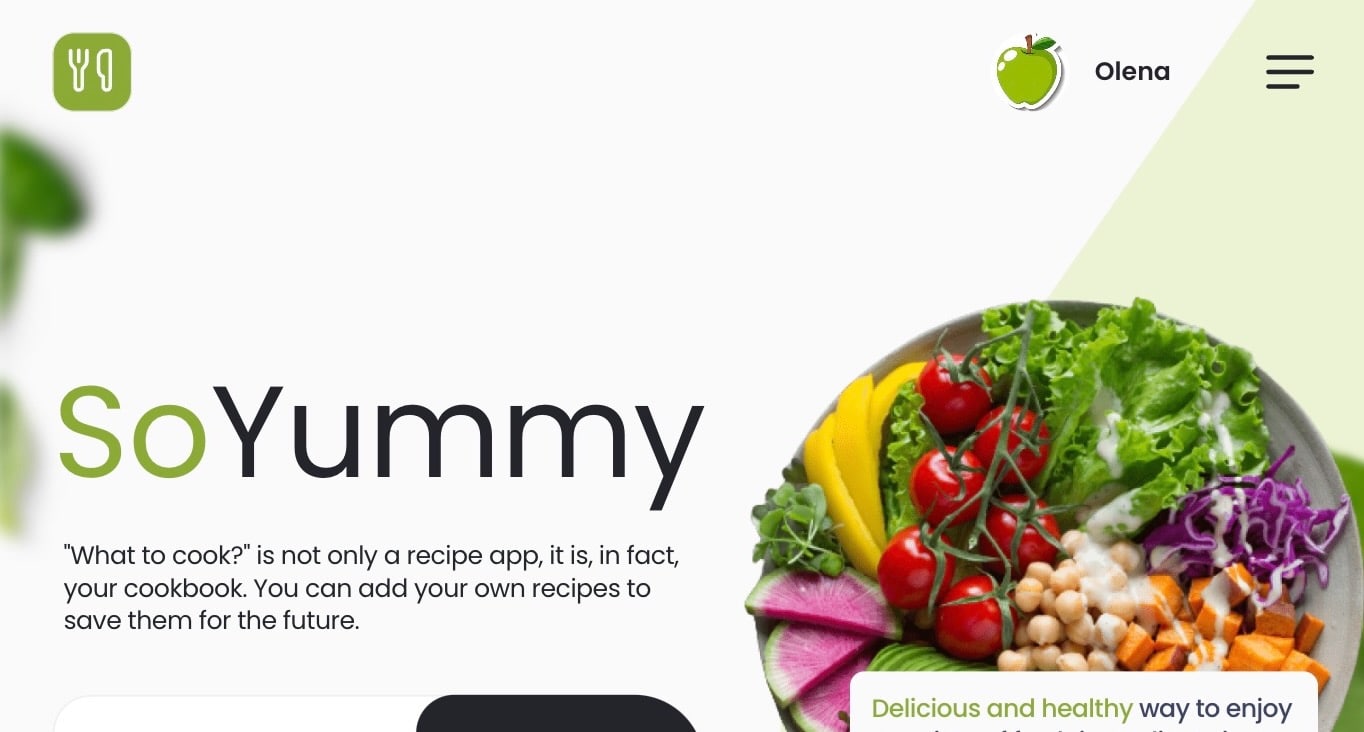 Olena
SoYummy
"What to cook?" is not only a recipe app, it is, in fact,
your cookbook. You can add your own recipes to
save them for the future.
Delicious and healthy way to enjoy